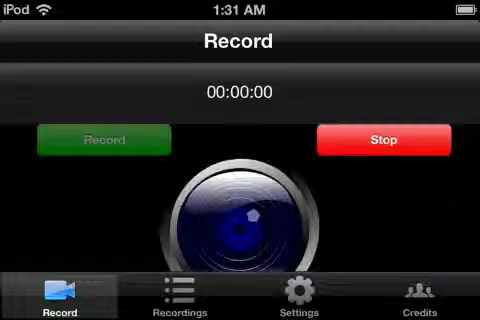 iPod 1:31 AM
Record
00:00:00
Record Stop
Record Recordings Settings Credits